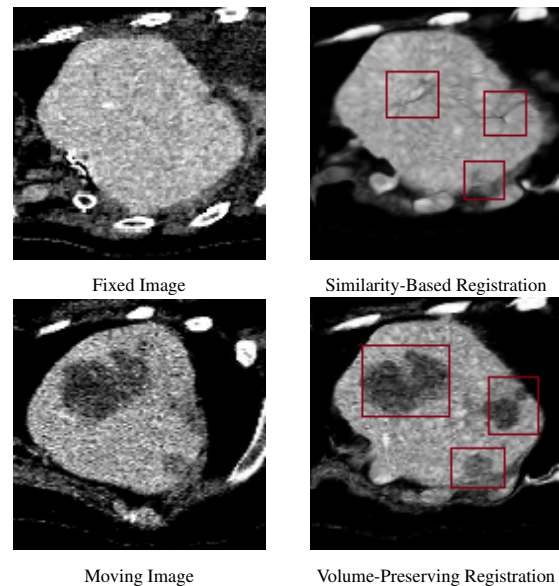 Fixed Image
Similarity-Based Registration
Moving Image
Volume-Preserving Registration